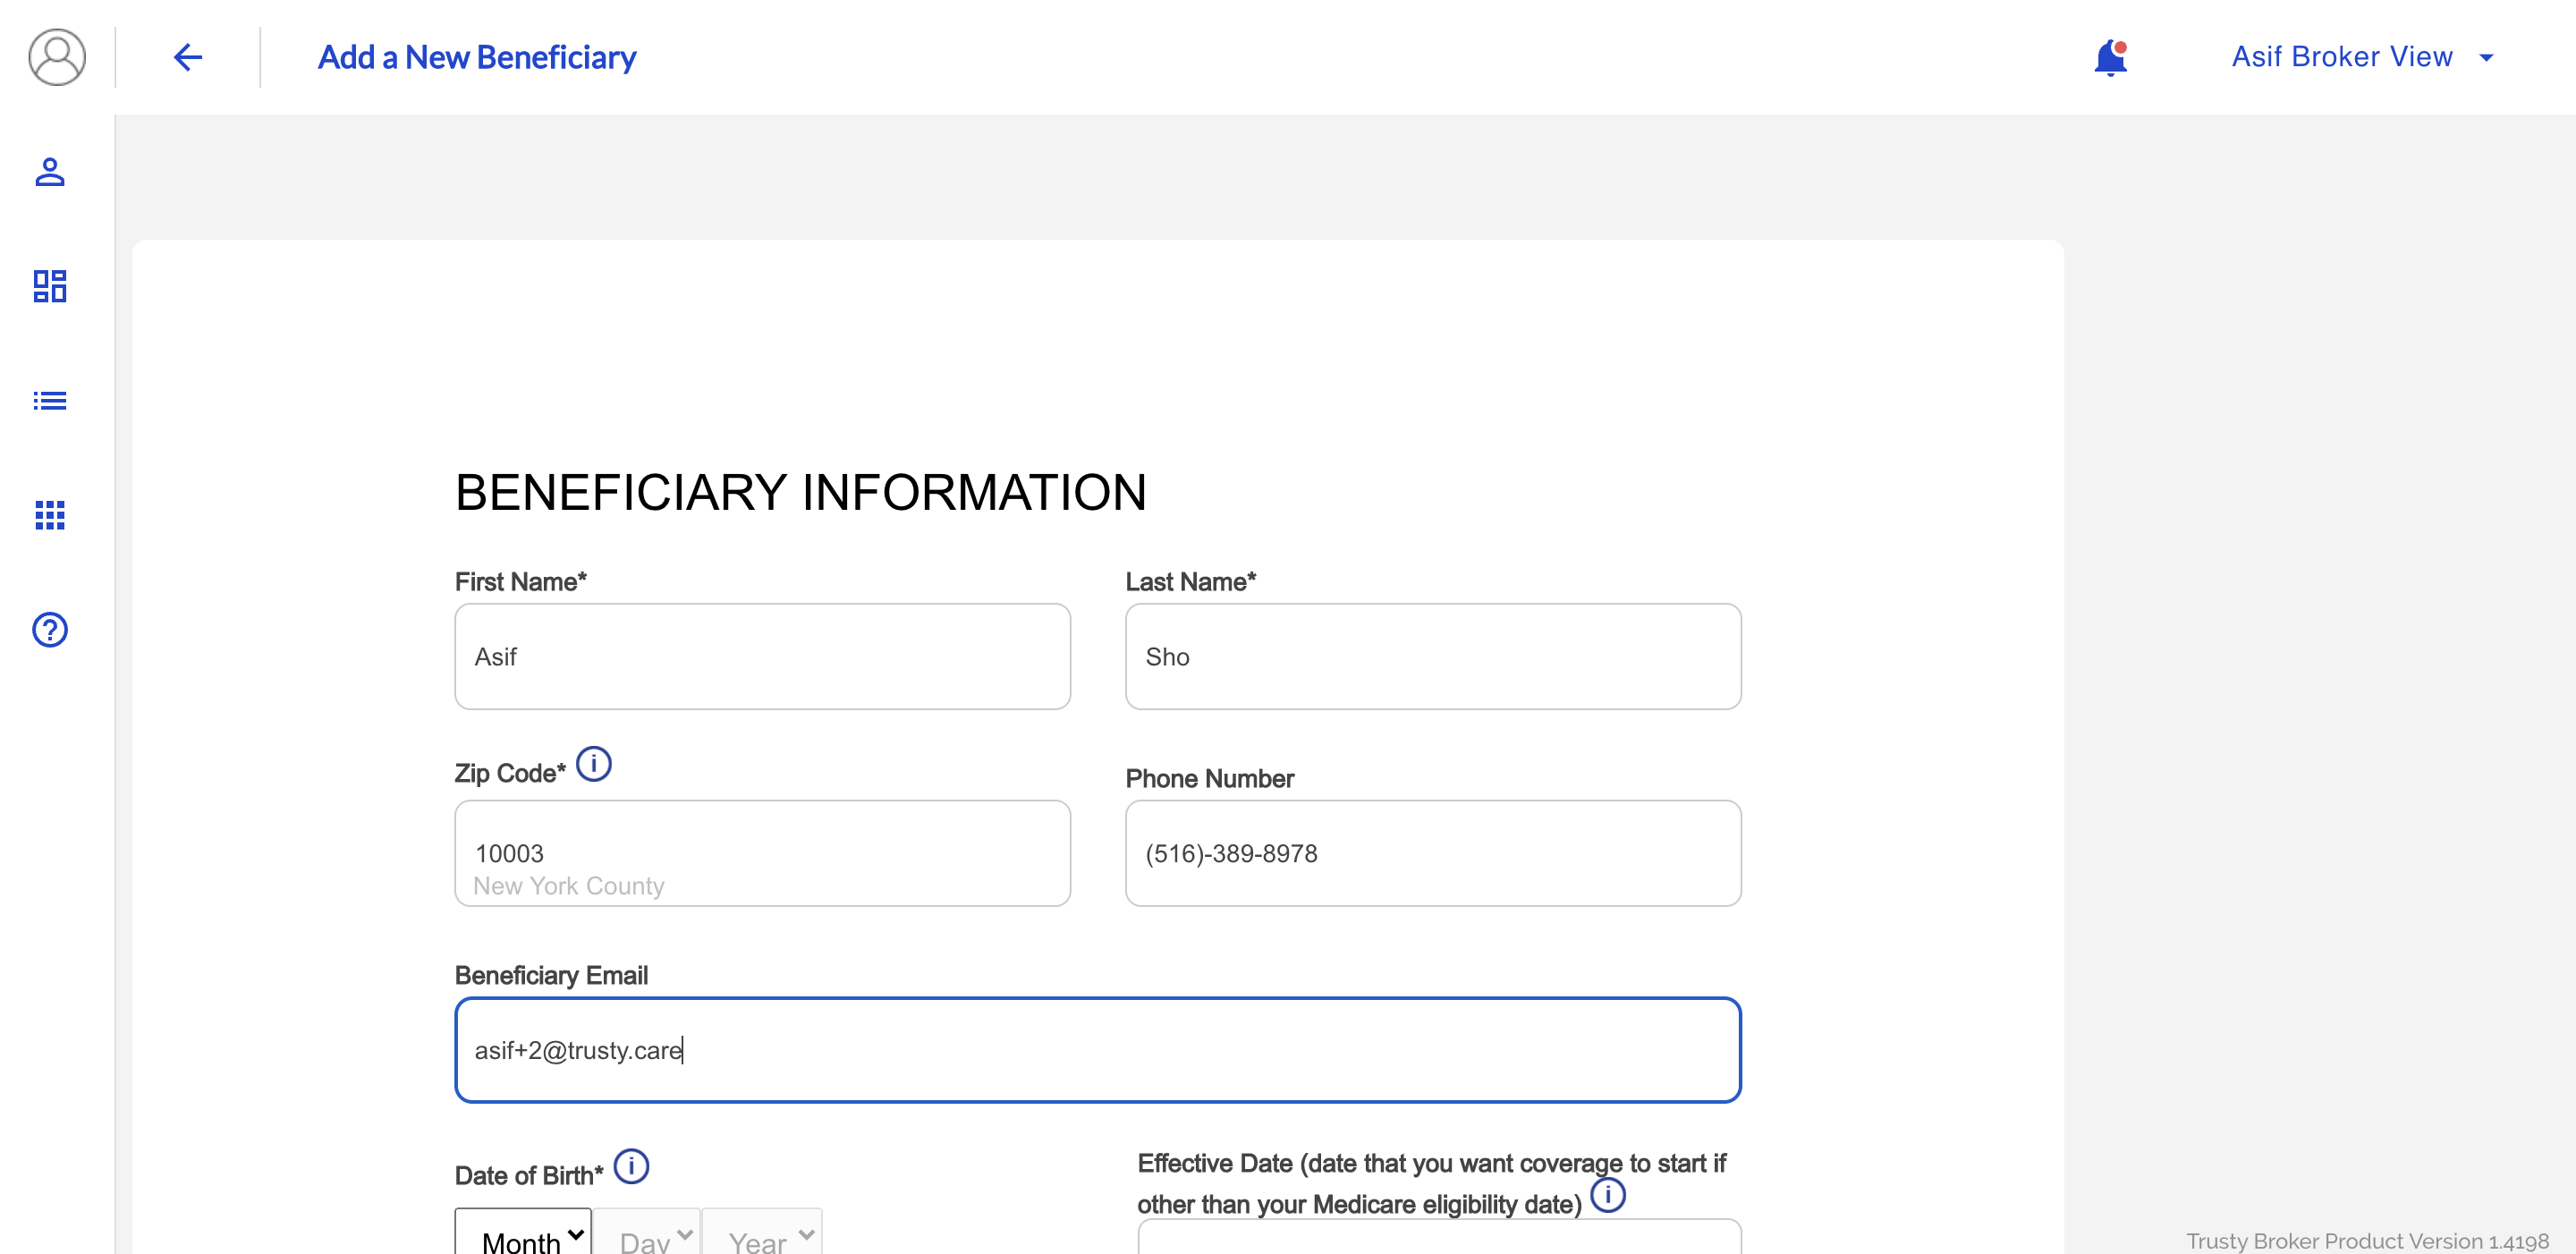 Add a New Beneficiary
Asif Broker View
BENEFICIARY INFORMATION
First Name*
Last Name*
Asif
Sho
Zip Code*
Phone Number
10003
New York County
(516)-389-8978
Beneficiary Email
asif+2@trusty.care
Date of Birth*
Effective Date (date that you want coverage to start if
other than your Medicare eligibility date)
Month
Day
Year
Trusty Broker Product Version 1.4198